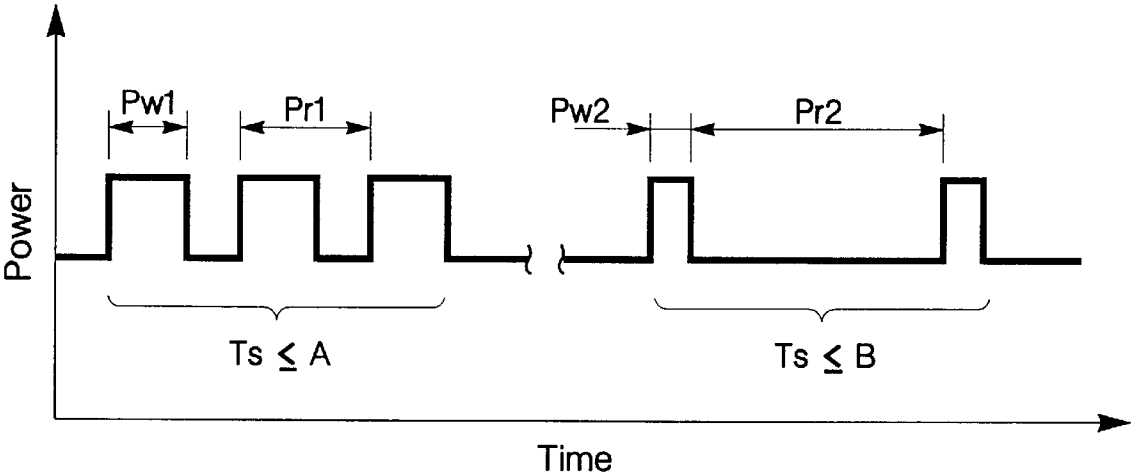 Pw1
Pr1
Pw2
Pr2
Power
Ts ≤ A
Ts ≤ B
Time